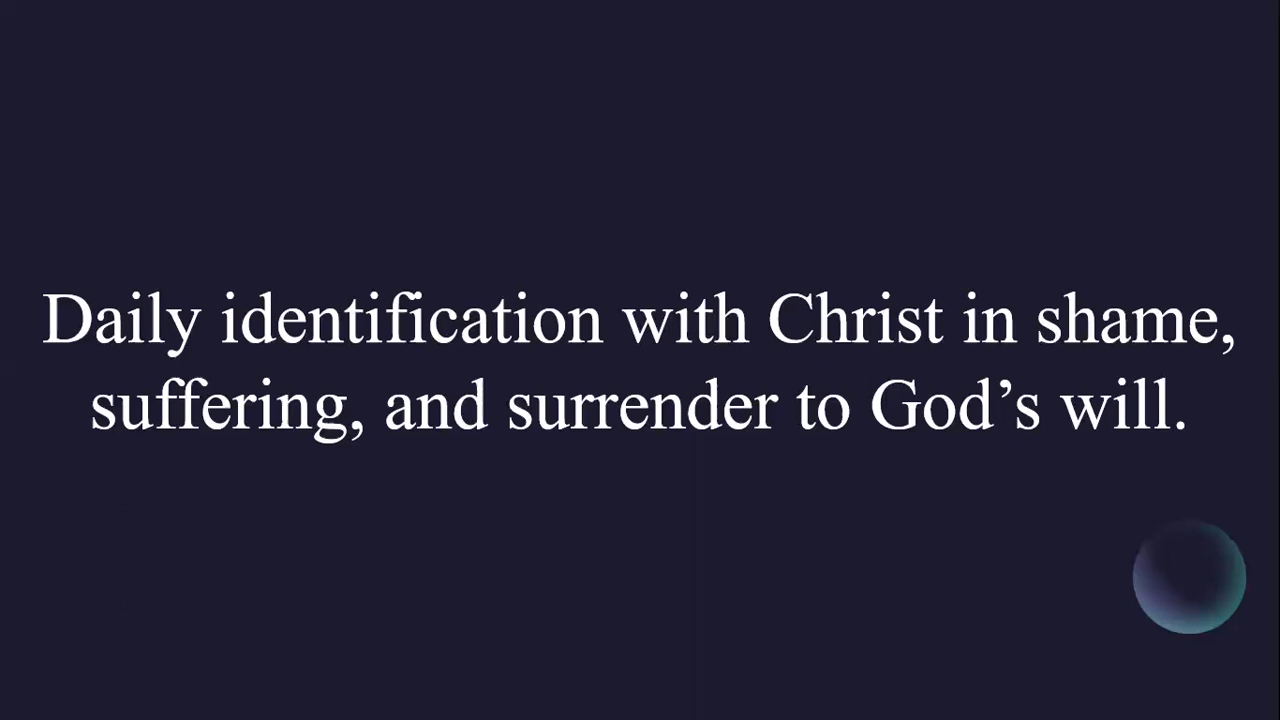 Daily identification with Christ in shame,
suffering, and surrender to God’s will.